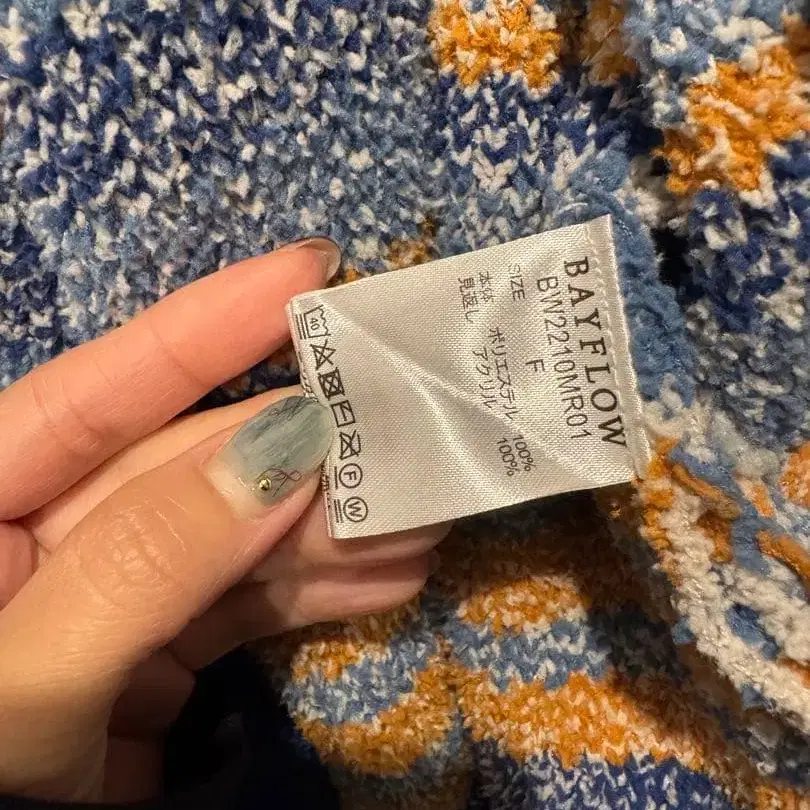 BAYFLOW
BW2210MR01
SIZE F
本体 ポリエステル 100%
見返し アクリル 100%
40
F
W